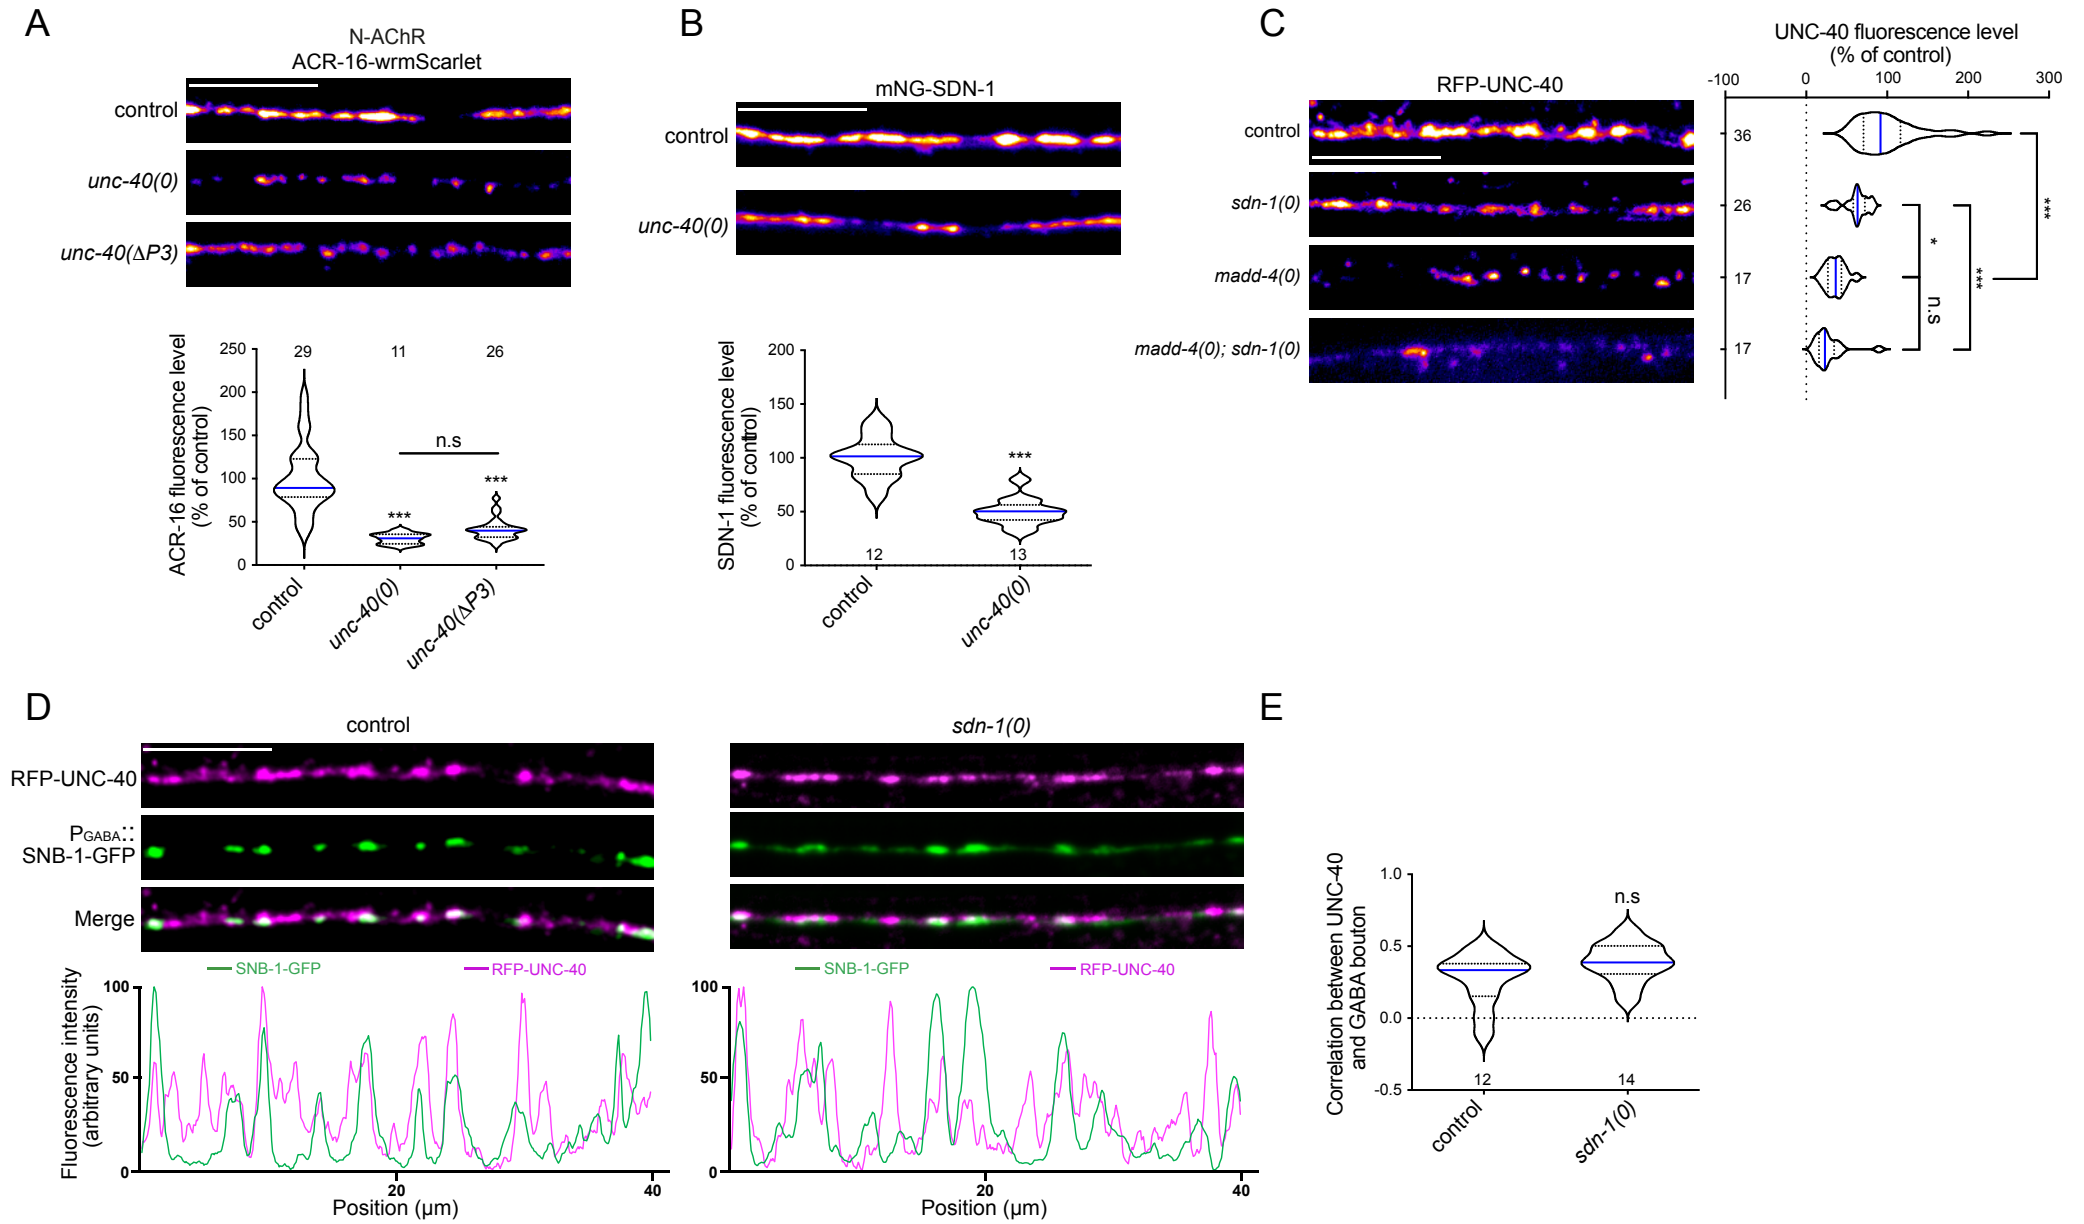 A
N-AChR
ACR-16-wrmScarlet
control
unc-40(0)
unc-40(ΔP3)
ACR-16 fluorescence level
(% of control)
250
200
150
100
50
0
29
11
26
n.s
***
***
control
unc-40(0)
unc-40(ΔP3)
B
mNG-SDN-1
control
unc-40(0)
SDN-1 fluorescence level
(% of control)
200
150
100
50
0
***
12
13
control
unc-40(0)
C
RFP-UNC-40
control
sdn-1(0)
madd-4(0)
madd-4(0); sdn-1(0)
UNC-40 fluorescence level
(% of control)
-100
0
100
200
300
36
26
17
17
*
n.s
***
***
D
control
sdn-1(0)
RFP-UNC-40
PGABA::
SNB-1-GFP
Merge
SNB-1-GFP
RFP-UNC-40
SNB-1-GFP
RFP-UNC-40
Fluorescence intensity
(arbitrary units)
100
50
0
20
40
Position (µm)
100
50
0
20
40
Position (µm)
E
Correlation between UNC-40
and GABA bouton
1.0
0.5
0.0
-0.5
n.s
12
14
control
sdn-1(0)